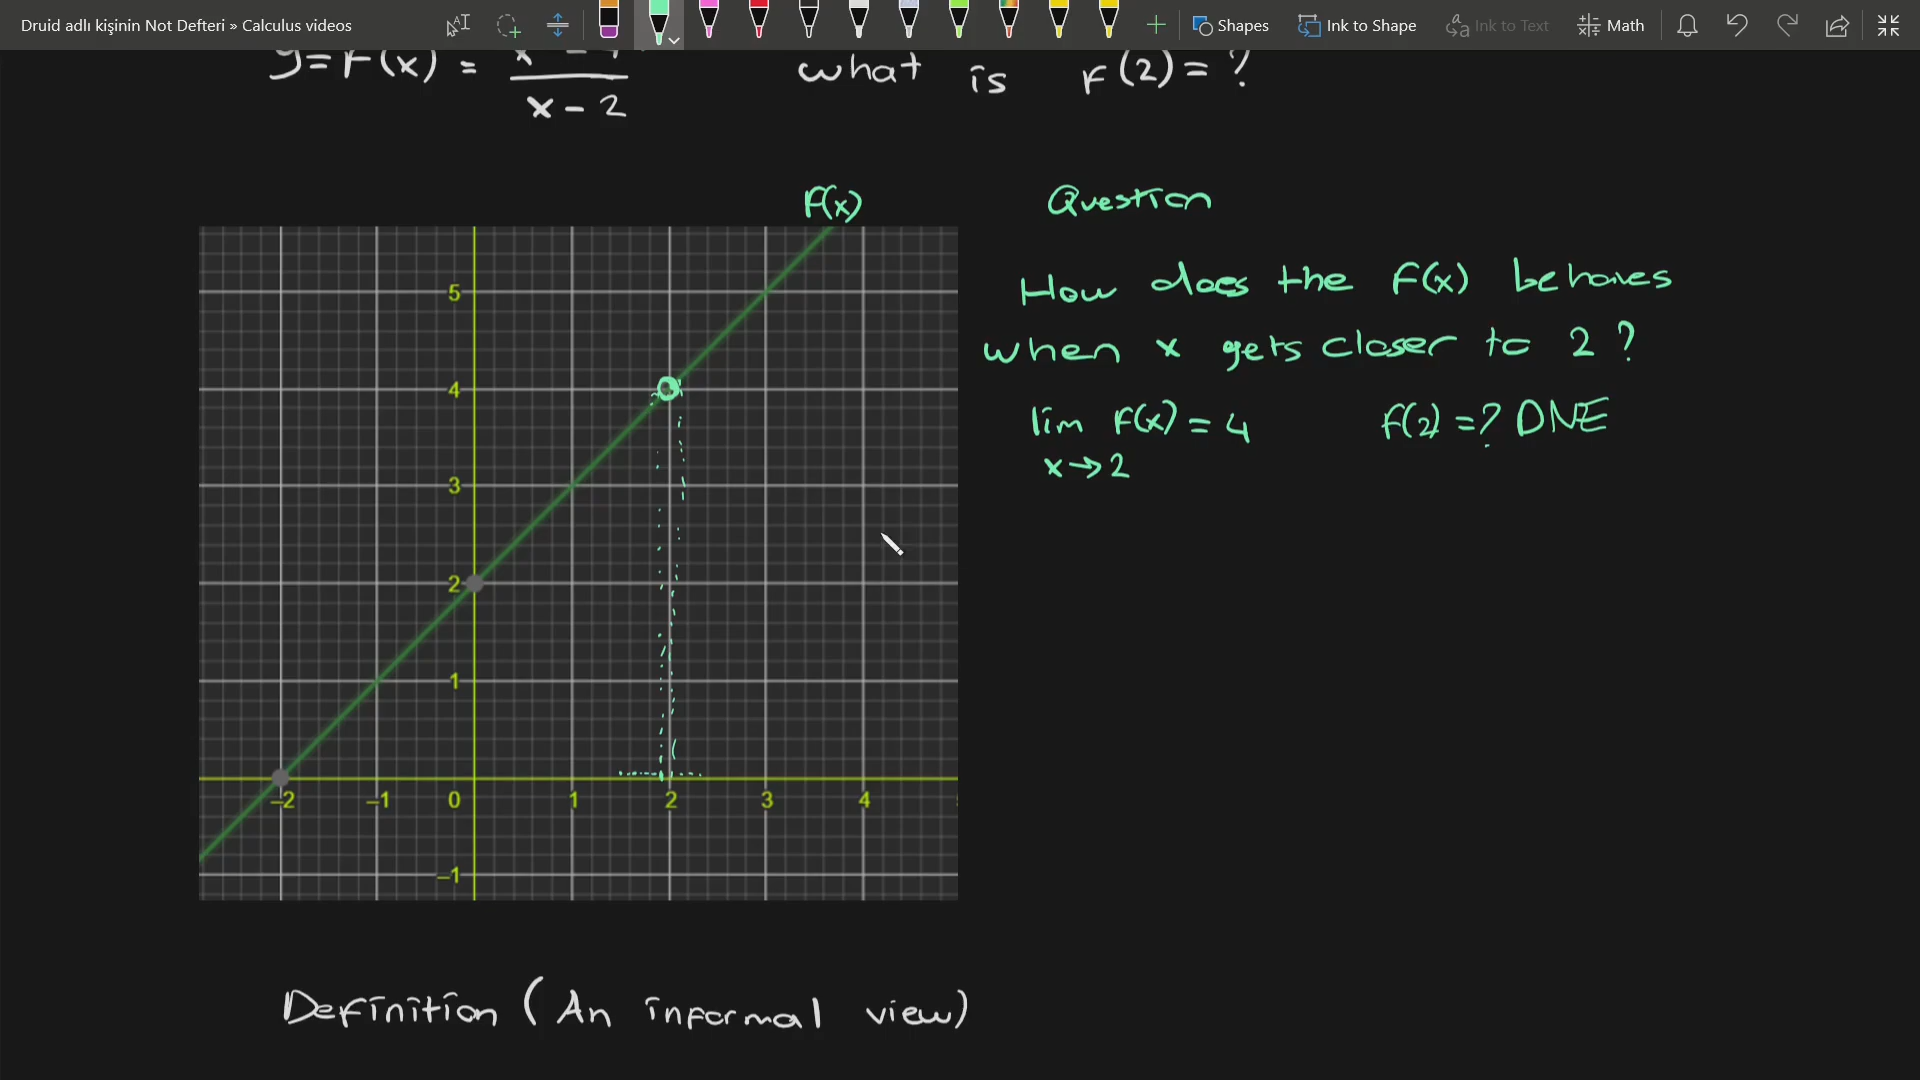 Druid adlı kişinin Not Defteri » Calculus videos
Shapes
Ink to Shape
Ink to Text
Math
y=F(x) =
x-2
what is F(2)=?
F(x)
Question
How does the F(x) behaves
when x gets closer to 2?
lim F(x) = 4
x→2
f(2) =? DNE
5
4
3
2
1
-2 -1 0 1 2 3 4
-1
Definition (An informal view)